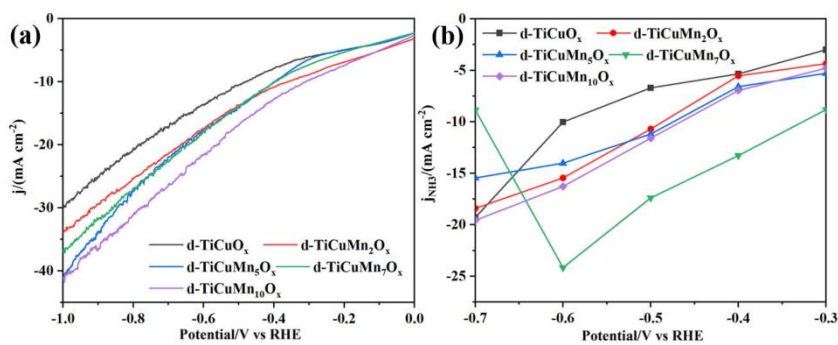 (a)
0
-10
-20
-30
-40
j/(mA cm⁻²)
d-TiCuOₓ d-TiCuMn₂Oₓ
d-TiCuMn₅Oₓ d-TiCuMn₇Oₓ
d-TiCuMn₁₀Oₓ
-1.0 -0.8 -0.6 -0.4 -0.2 0.0
Potential/V vs RHE
(b)
d-TiCuOₓ d-TiCuMn₂Oₓ
d-TiCuMn₅Oₓ d-TiCuMn₇Oₓ
d-TiCuMn₁₀Oₓ
0
-5
-10
-15
-20
-25
j_NH3/(mA cm⁻²)
-0.7 -0.6 -0.5 -0.4 -0.3
Potential/V vs RHE